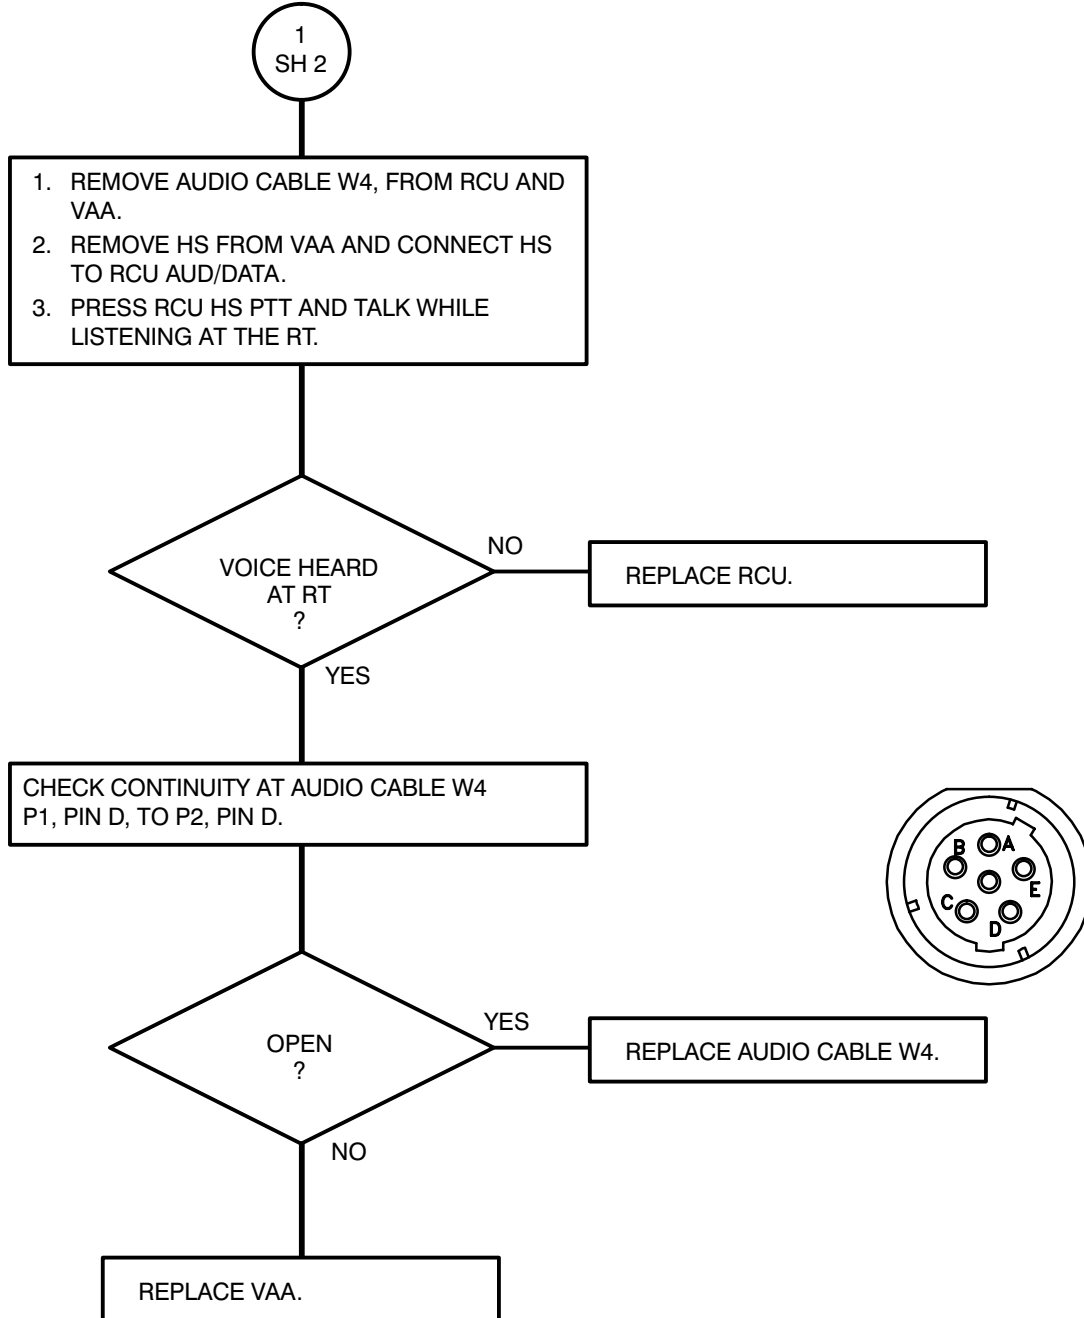 1
SH 2
1. REMOVE AUDIO CABLE W4, FROM RCU AND
VAA.
2. REMOVE HS FROM VAA AND CONNECT HS
TO RCU AUD/DATA.
3. PRESS RCU HS PTT AND TALK WHILE
LISTENING AT THE RT.
VOICE HEARD
AT RT
?
NO
REPLACE RCU.
YES
CHECK CONTINUITY AT AUDIO CABLE W4
P1, PIN D, TO P2, PIN D.
B
A
E
C
D
OPEN
?
YES
REPLACE AUDIO CABLE W4.
NO
REPLACE VAA.